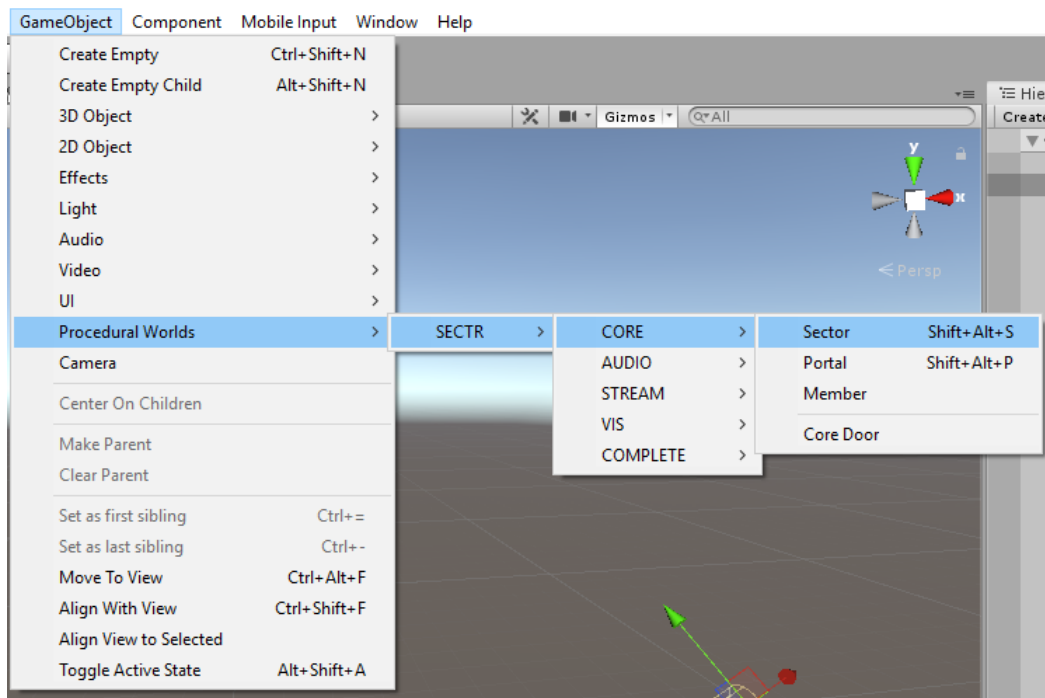 GameObject Component Mobile Input Window Help
Create Empty Ctrl+Shift+N
Create Empty Child Alt+Shift+N
3D Object
2D Object
Effects
Light
Audio
Video
UI
Procedural Worlds
Camera
Center On Children
Make Parent
Clear Parent
Set as first sibling Ctrl+=
Set as last sibling Ctrl+-
Move To View Ctrl+Alt+F
Align With View Ctrl+Shift+F
Align View to Selected
Toggle Active State Alt+Shift+A
SECTR
CORE
AUDIO
STREAM
VIS
COMPLETE
Sector Shift+Alt+S
Portal Shift+Alt+P
Member
Core Door
Gizmos
All
y
x
Persp
Hie
Create